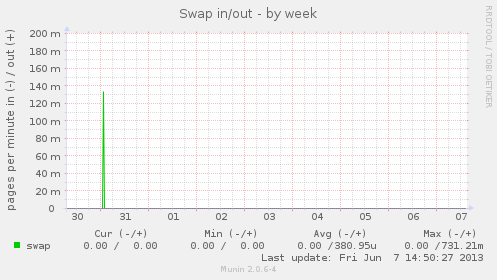 Swap in/out - by week
RRDTOOL / TOBI OETIKER
pages per minute in (-) / out (+)
200 m
180 m
160 m
140 m
120 m
100 m
80 m
60 m
40 m
20 m
0
30 31 01 02 03 04 05 06 07
Cur (-/+) Min (-/+) Avg (-/+) Max (-/+)
swap 0.00 / 0.00 0.00 / 0.00 0.00 /380.95u 0.00 /731.21m
Last update: Fri Jun 7 14:50:27 2013
Munin 2.0.6-4